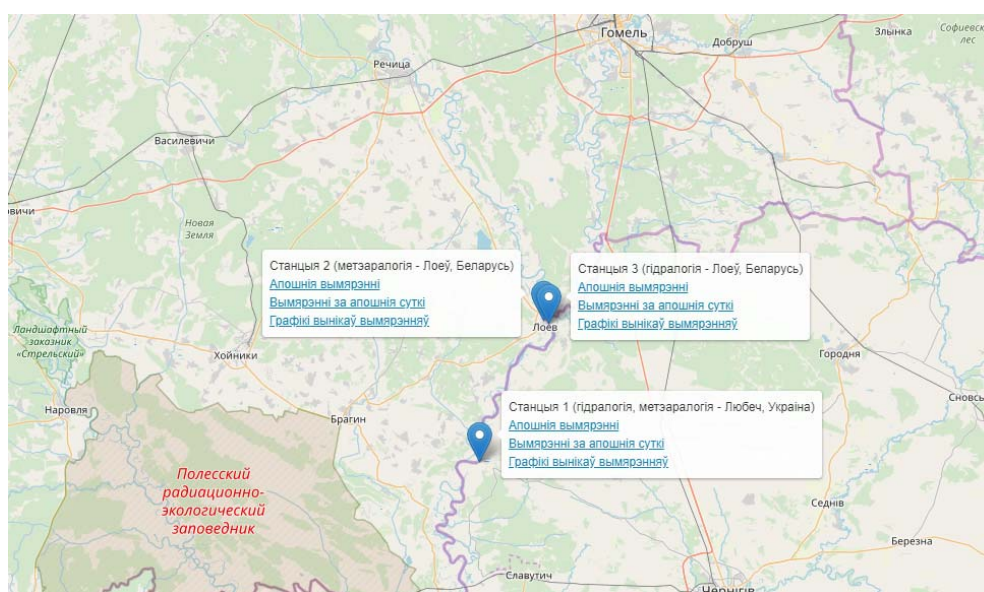 Гомель
Добруш
Злынка
Софиевск
лес
Речица
Василевичи
овичи
Новая
Земля
Станцыя 2 (метэаралогія - Лоеў, Беларусь)
Апошнія вымярэнні
Вымярэнні за апошнія суткі
Графікі вынікаў вымярэнняў
Станцыя 3 (гідралогія - Лоеў, Беларусь)
Апошнія вымярэнні
Вымярэнні за апошнія суткі
Графікі вынікаў вымярэнняў
Лоев
Ландшафтный
заказник
«Стрельский»
Хойники
Городня
Наровля
Брагин
Сновсь
Станцыя 1 (гідралогія, метэаралогія - Любеч, Украіна)
Апошнія вымярэнні
Вымярэнні за апошнія суткі
Графікі вынікаў вымярэнняў
Полесский
радиационно-
экологический
заповедник
Седнів
Березна
Славутич
Чернігів